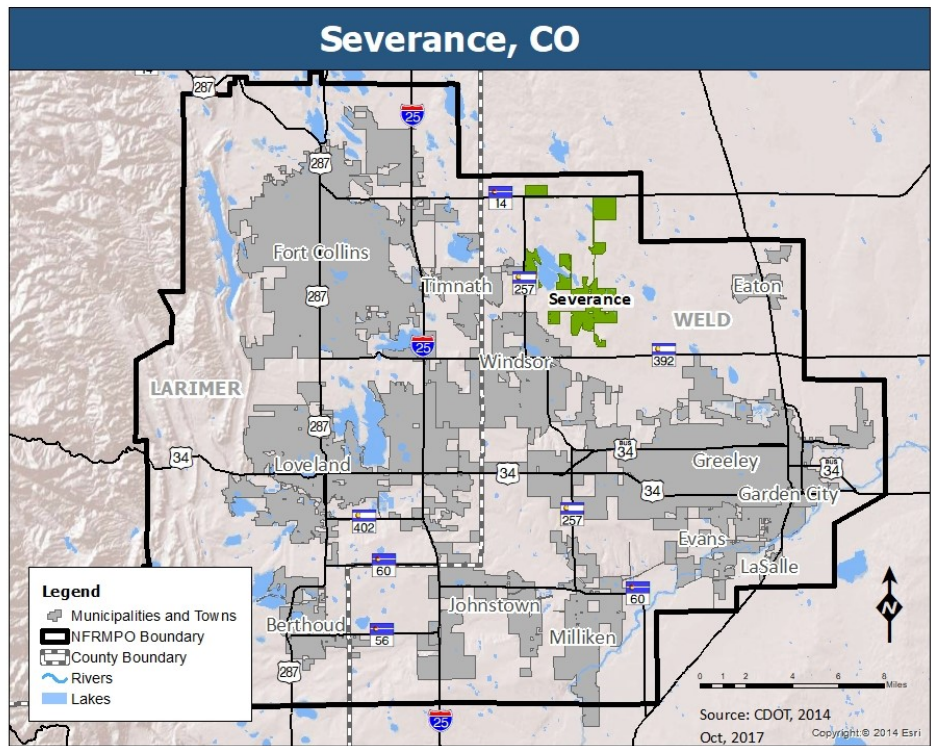 Severance, CO
14
287
25
287
14
Fort Collins
Timnath
257
287
Severance
Eaton
WELD
25
Windsor
392
LARIMER
287
BUS
34
34
Loveland
34
Greeley
BUS
34
34
Garden City
402
257
Evans
60
LaSalle
60
Johnstown
Berthoud
56
Milliken
287
25
Legend
Municipalities and Towns
NFRMPO Boundary
County Boundary
Rivers
Lakes
N
0 2 4 8
Miles
Source: CDOT, 2014
Oct, 2017
Copyright:© 2014 Esri